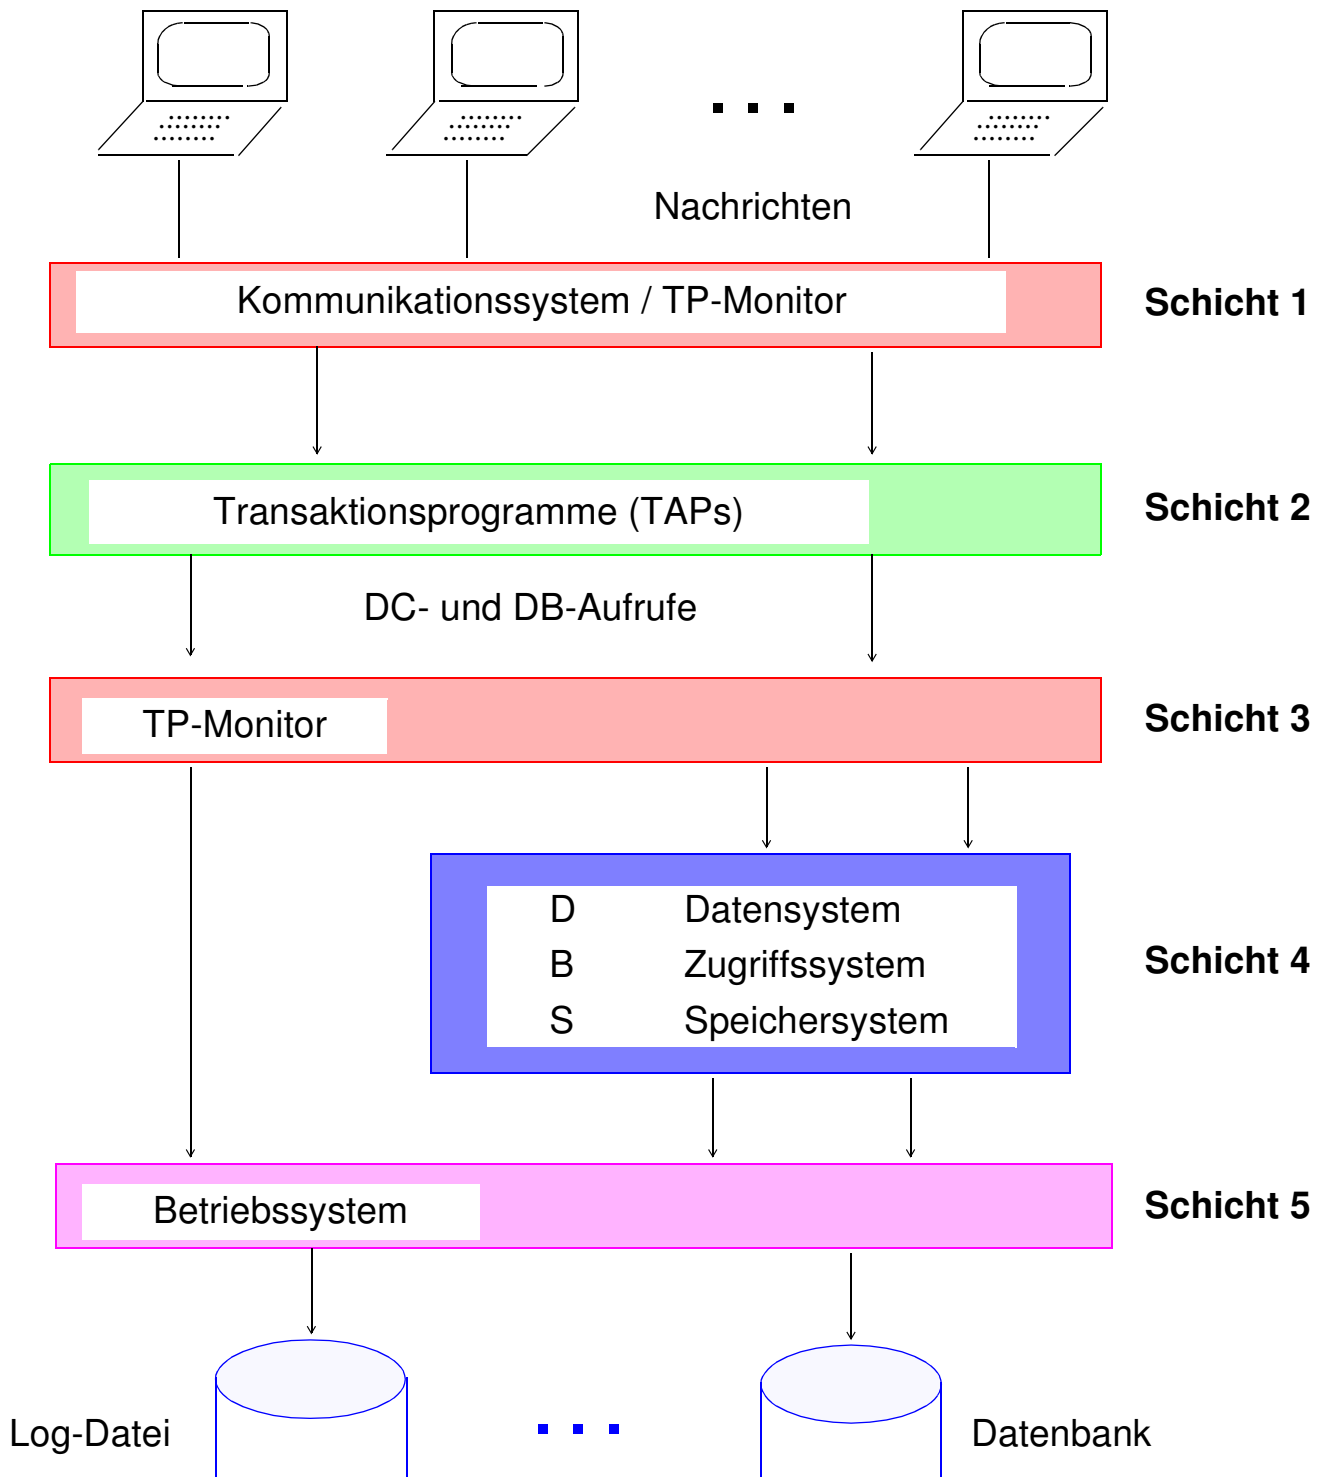 Nachrichten
Kommunikationssystem / TP-Monitor
Schicht 1
Transaktionsprogramme (TAPs)
Schicht 2
DC- und DB-Aufrufe
TP-Monitor
Schicht 3
D Datensystem
B Zugriffssystem
S Speichersystem
Schicht 4
Betriebssystem
Schicht 5
Log-Datei
Datenbank